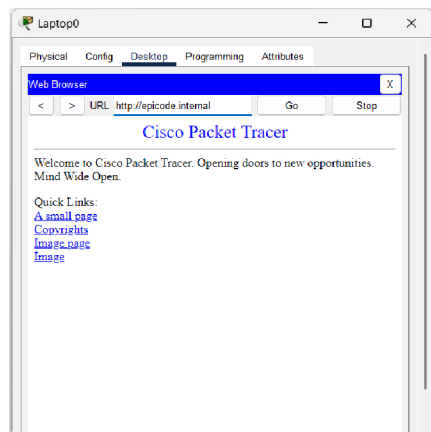 Laptop0
Physical Config Desktop Programming Attributes
Web Browser X
< > URL http://epicode.internal Go Stop
Cisco Packet Tracer
Welcome to Cisco Packet Tracer. Opening doors to new opportunities.
Mind Wide Open.
Quick Links:
A small page
Copyrights
Image page
Image